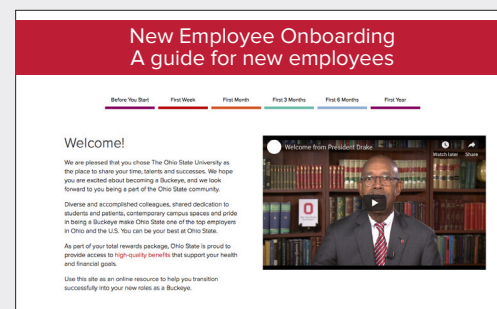 New Employee Onboarding
A guide for new employees
Before You Start
First Week
First Month
First 3 Months
First 6 Months
First Year
Welcome!
We are pleased that you chose The Ohio State University as
the place to share your time, talents and successes. We hope
you are excited about becoming a Buckeye, and we look
forward to you being a part of the Ohio State community.
Diverse and accomplished colleagues, shared dedication to
students and patients, contemporary campus spaces and pride
in being a Buckeye make Ohio State one of the top employers
in Ohio and the U.S. You can be your best at Ohio State.
As part of your total rewards package, Ohio State is proud to
provide access to high-quality benefits that support your health
and financial goals.
Use this site as an online resource to help you transition
successfully into your new roles as a Buckeye.
Welcome from President Drake
Watch later
Share